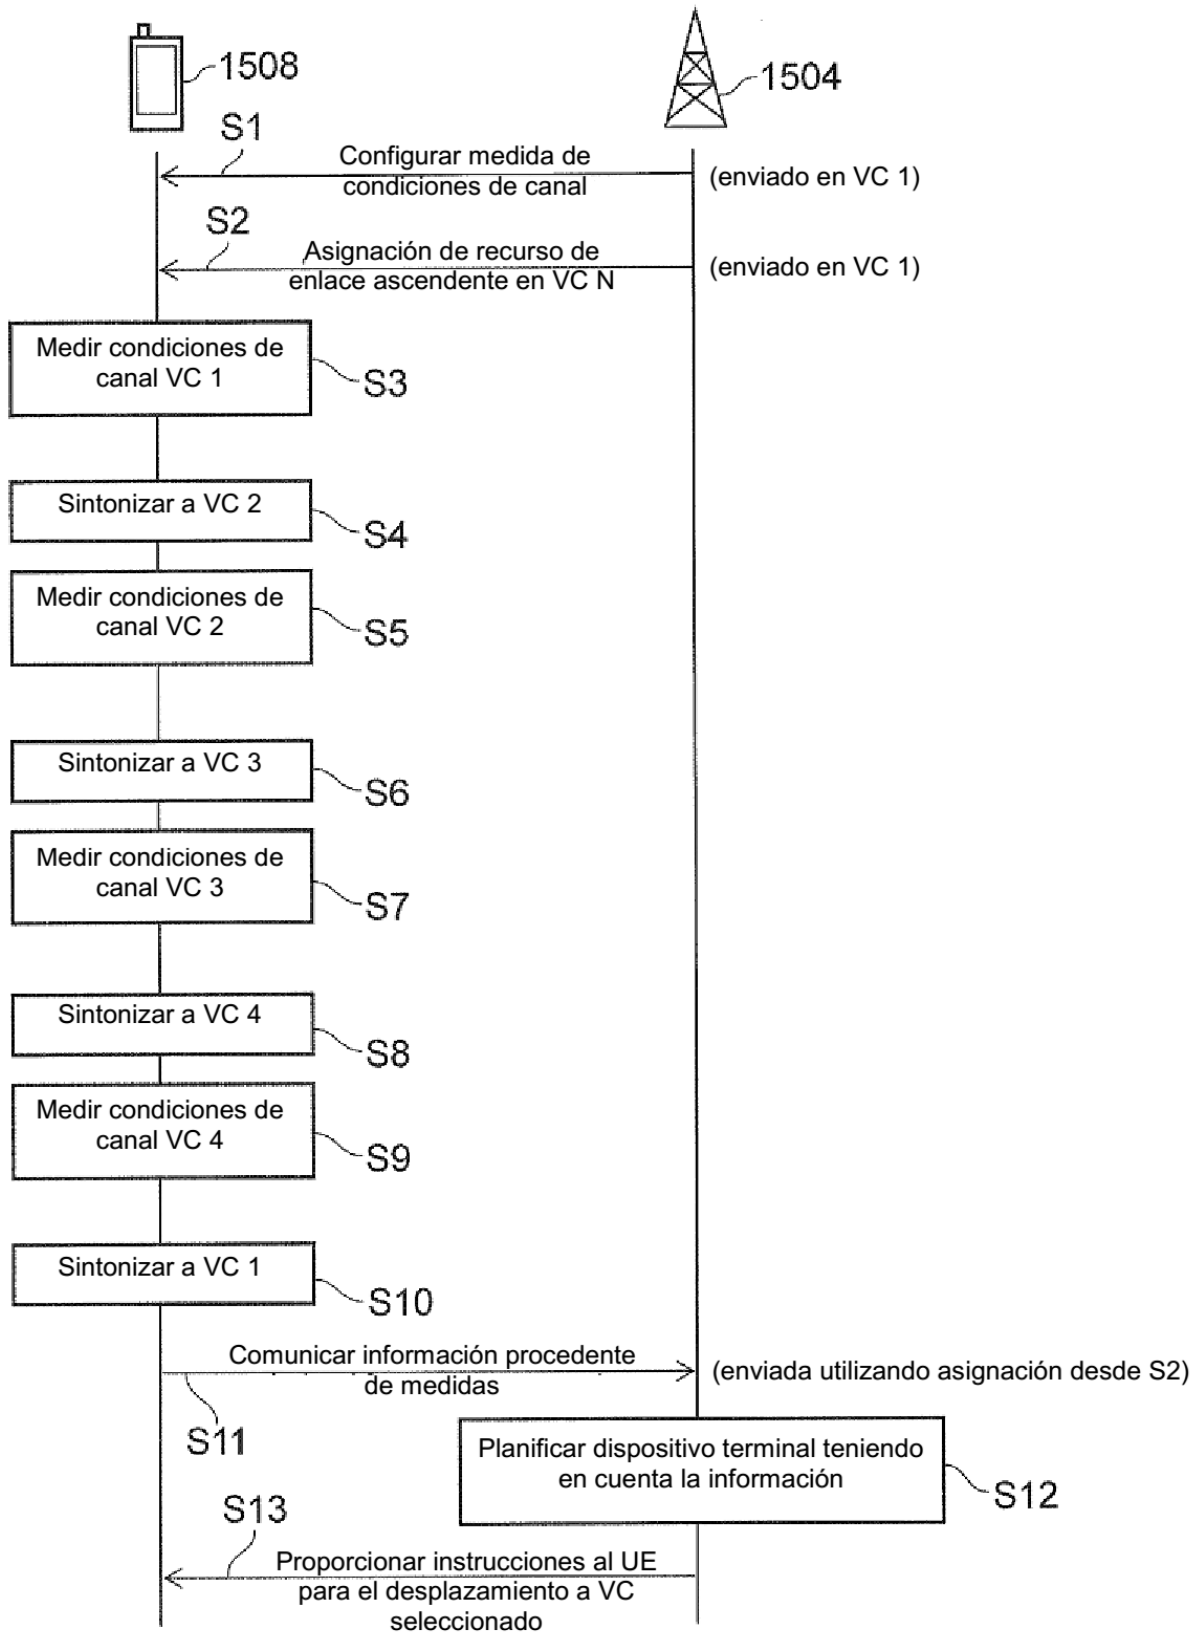 1508
1504
S1
Configurar medida de
condiciones de canal
(enviado en VC 1)
S2
Asignación de recurso de
enlace ascendente en VC N
(enviado en VC 1)
Medir condiciones de
canal VC 1
S3
Sintonizar a VC 2
S4
Medir condiciones de
canal VC 2
S5
Sintonizar a VC 3
S6
Medir condiciones de
canal VC 3
S7
Sintonizar a VC 4
S8
Medir condiciones de
canal VC 4
S9
Sintonizar a VC 1
S10
Comunicar información procedente
de medidas
(enviada utilizando asignación desde S2)
S11
Planificar dispositivo terminal teniendo
en cuenta la información
S12
S13
Proporcionar instrucciones al UE
para el desplazamiento a VC
seleccionado